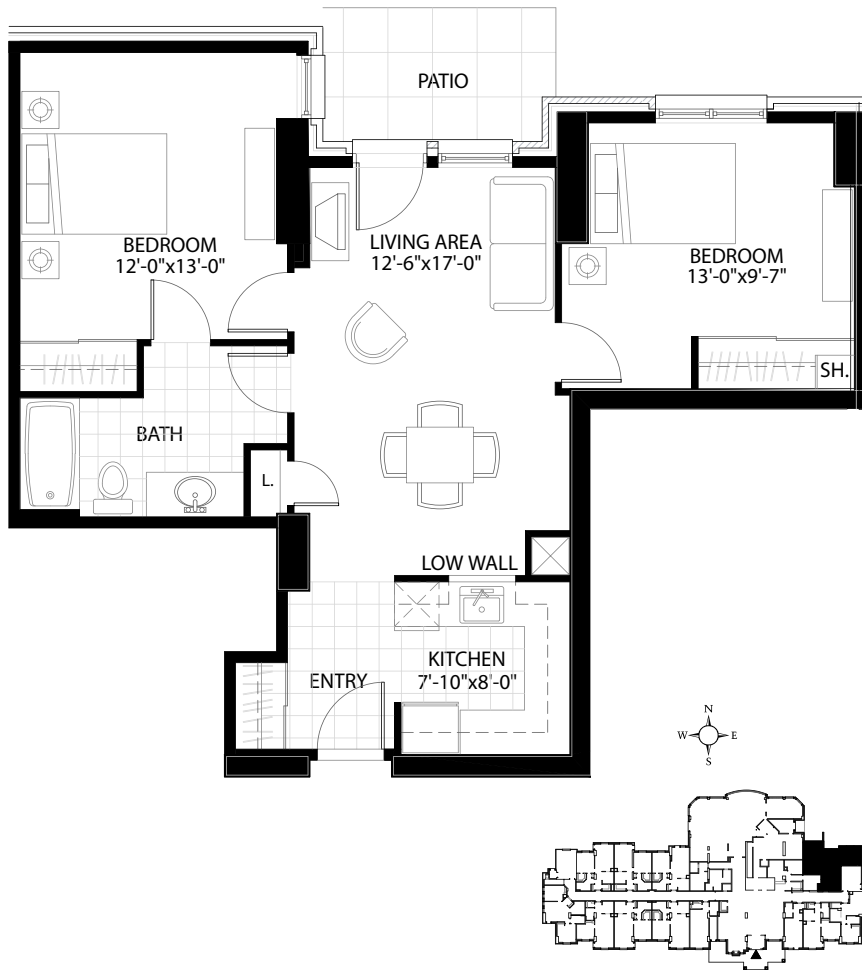 PATIO
BEDROOM
12'-0"x13'-0"
LIVING AREA
12'-6"x17'-0"
BEDROOM
13'-0"x9'-7"
SH.
BATH
L.
LOW WALL
KITCHEN
7'-10"x8'-0"
ENTRY
N
W E
S